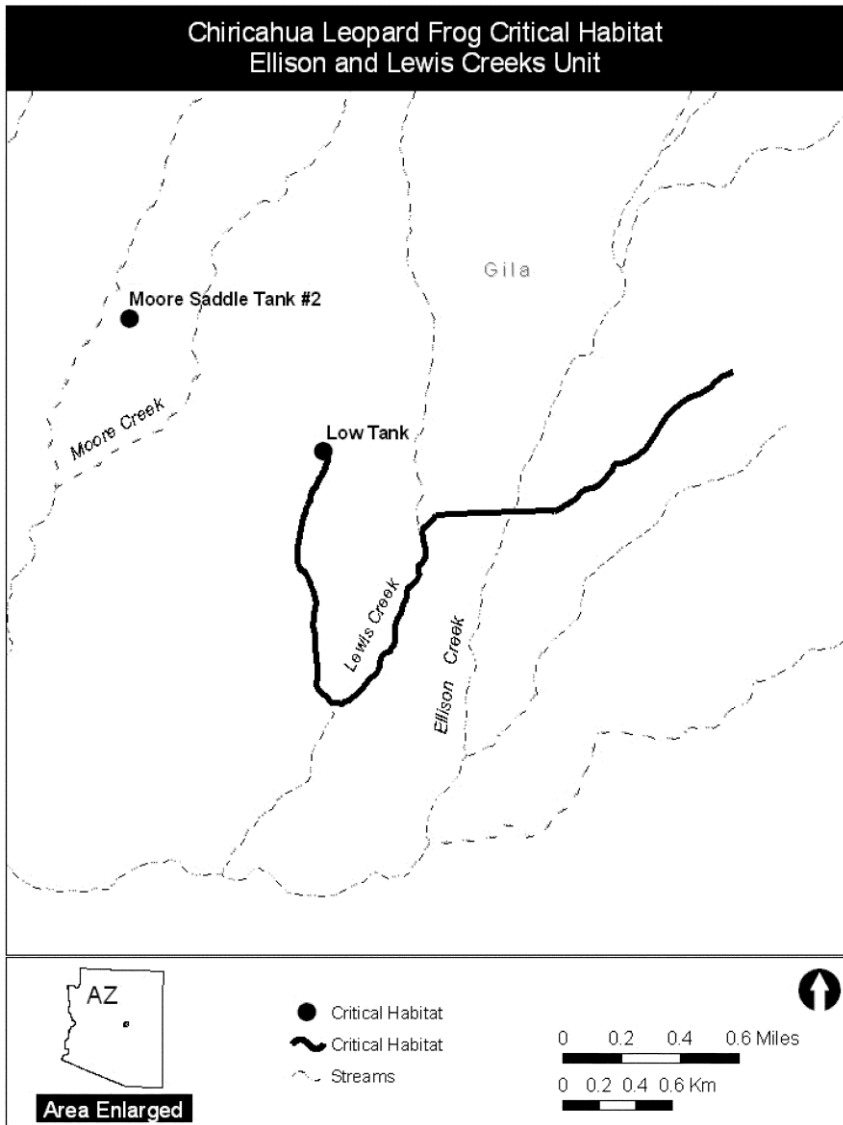 Chiricahua Leopard Frog Critical Habitat
Ellison and Lewis Creeks Unit
Gila
Moore Saddle Tank #2
Moore Creek
Low Tank
Lewis Creek
Ellison Creek
AZ
Area Enlarged
Critical Habitat
Critical Habitat
Streams
0 0.2 0.4 0.6 Miles
0 0.2 0.4 0.6 Km